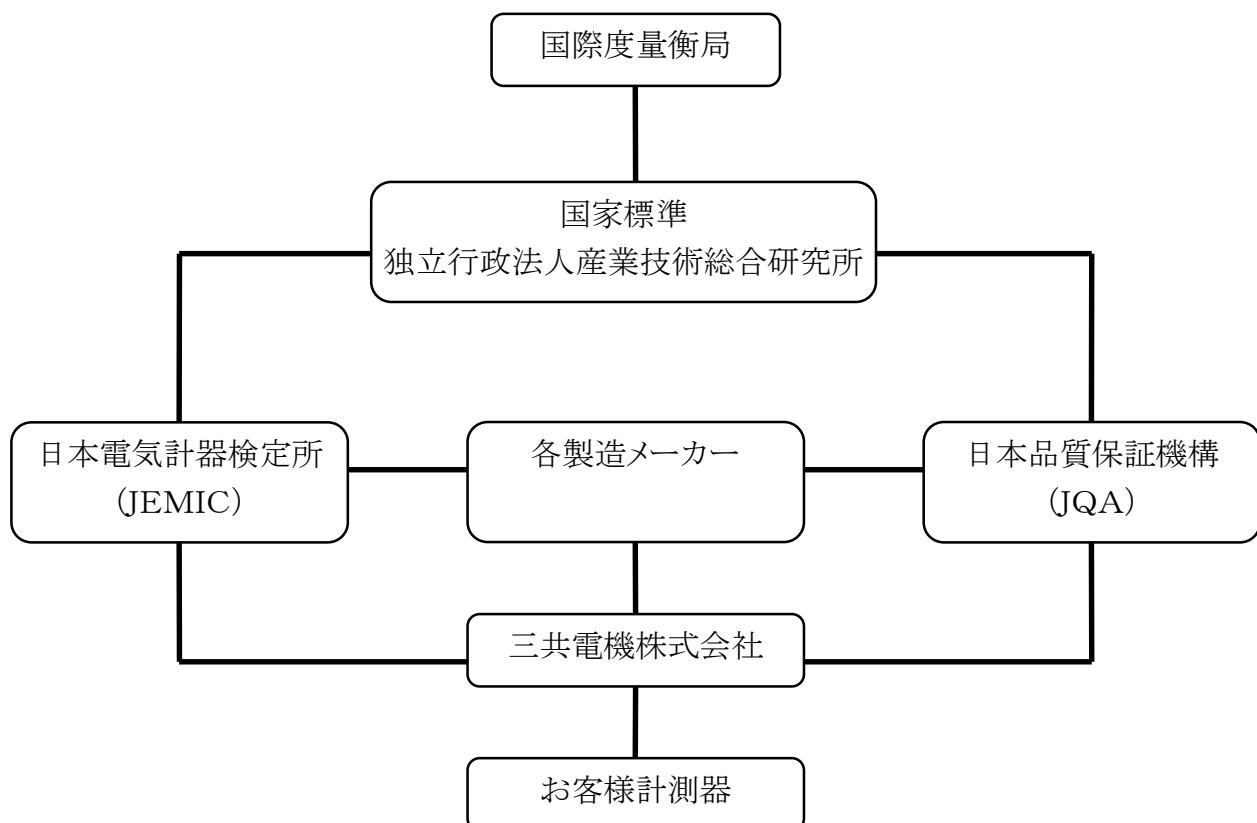 国際度量衡局
国家標準
独立行政法人産業技術総合研究所
日本電気計器検定所
(JEMIC)
各製造メーカー
日本品質保証機構
(JQA)
三共電機株式会社
お客様計測器